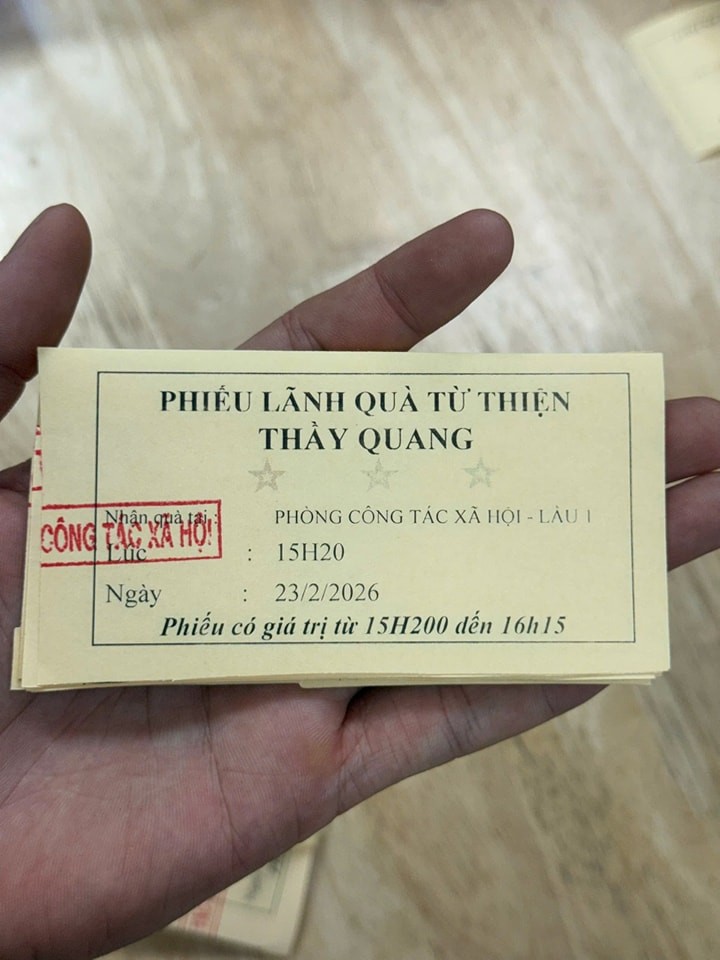 PHIẾU LÃNH QUÀ TỪ THIỆN
THẦY QUANG
Nhận quà tại : PHÒNG CÔNG TÁC XÃ HỘI - LẦU 1
CÔNG TÁC XÃ HỘI
Lúc : 15H20
Ngày : 23/2/2026
Phiếu có giá trị từ 15H200 đến 16h15